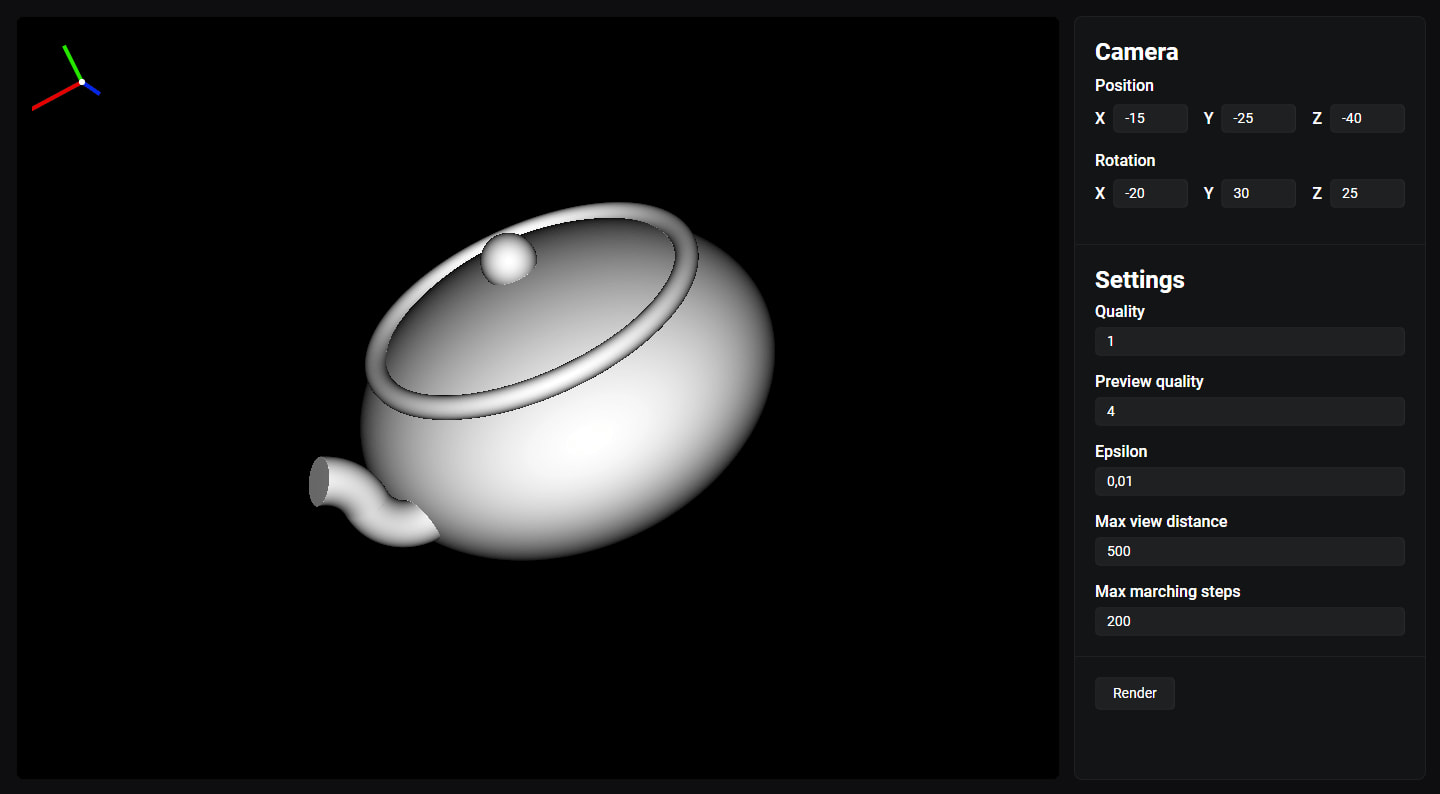 Camera
Position
X -15 Y -25 Z -40
Rotation
X -20 Y 30 Z 25
Settings
Quality
1
Preview quality
4
Epsilon
0,01
Max view distance
500
Max marching steps
200
Render